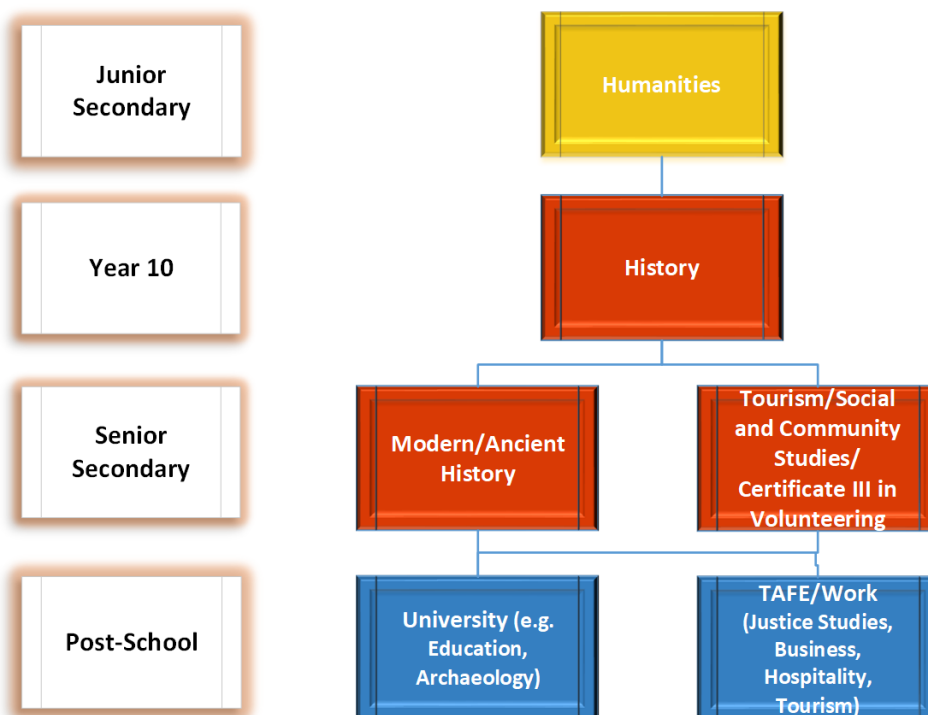 Junior
Secondary
Humanities
Year 10
History
Senior
Secondary
Modern/Ancient
History
Tourism/Social
and Community
Studies/
Certificate III in
Volunteering
Post-School
University (e.g.
Education,
Archaeology)
TAFE/Work
(Justice Studies,
Business,
Hospitality,
Tourism)